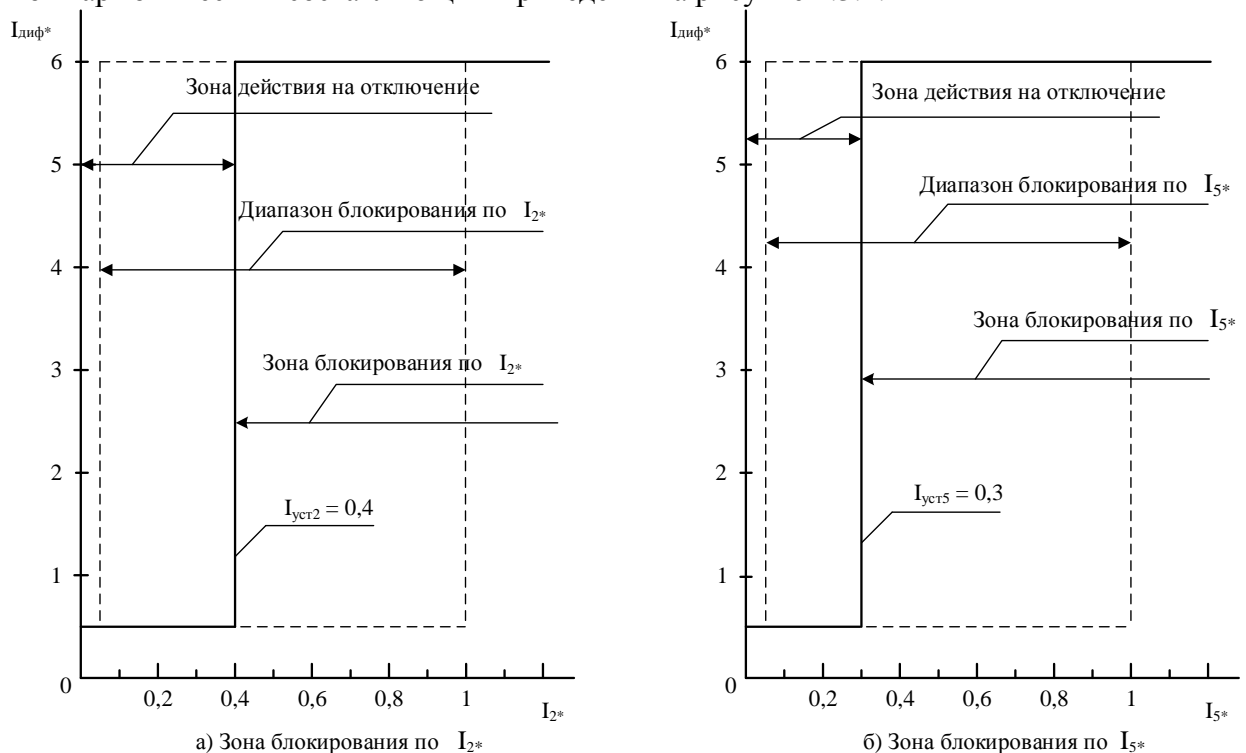 Iдиф*
6
5
4
3
2
1
0
0,2
0,4
0,6
0,8
1
I2*
Зона действия на отключение
Диапазон блокирования по I2*
Зона блокирования по I2*
Iуст2 = 0,4
а) Зона блокирования по I2*
Iдиф*
6
5
4
3
2
1
0
0,2
0,4
0,6
0,8
1
I5*
Зона действия на отключение
Диапазон блокирования по I5*
Зона блокирования по I5*
Iуст5 = 0,3
б) Зона блокирования по I5*